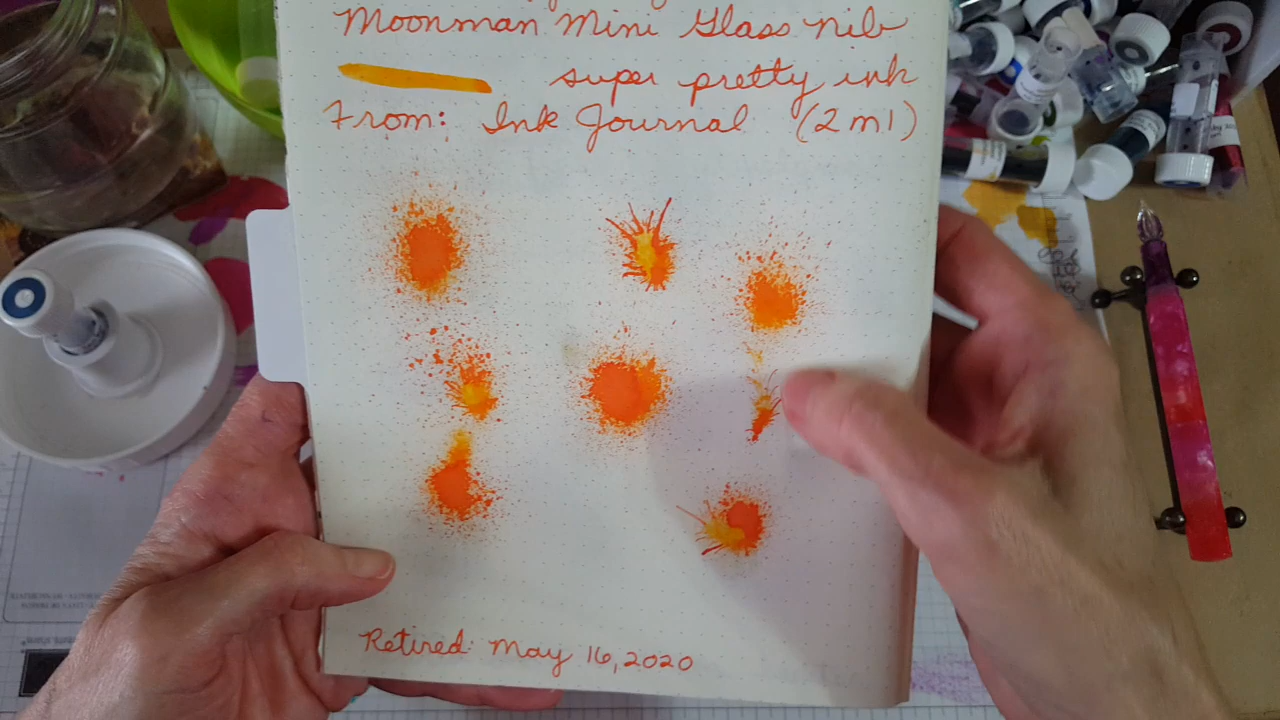 Moonman Mini Glass nib
super pretty ink
From: Ink Journal (2 ml)
Retired: May 16, 2020